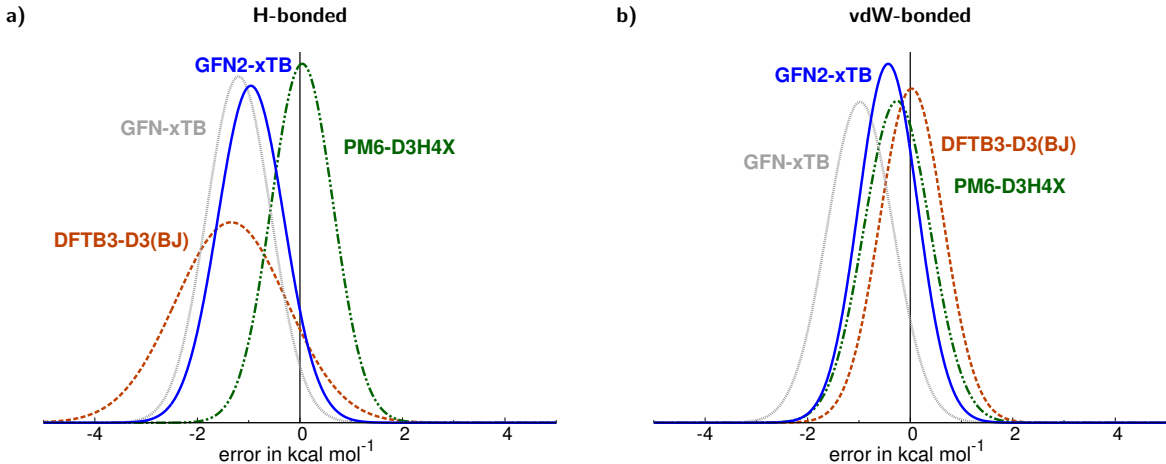 a) H-bonded
GFN2-xTB
GFN-xTB
PM6-D3H4X
DFTB3-D3(BJ)
-4 -2 0 2 4
error in kcal mol⁻¹
b) vdW-bonded
GFN2-xTB
DFTB3-D3(BJ)
GFN-xTB
PM6-D3H4X
-4 -2 0 2 4
error in kcal mol⁻¹